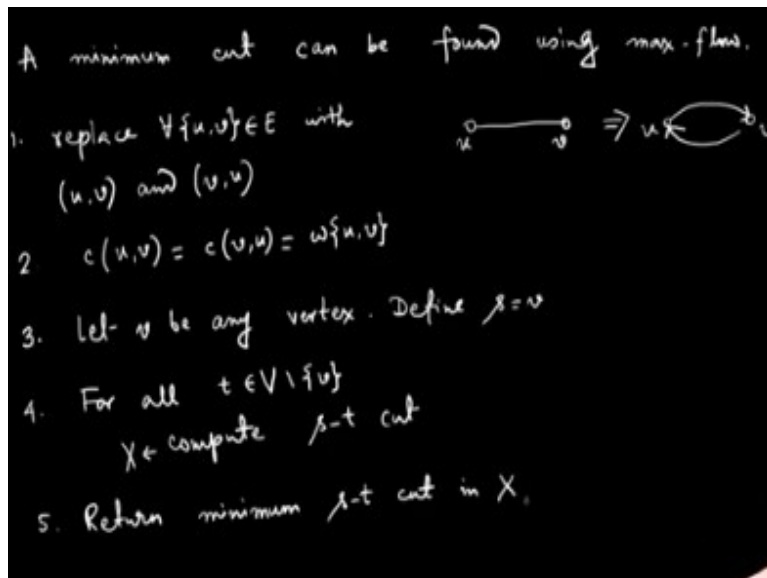 A minimum cut can be found using max-flow.
1. replace ∀{u,v}∈E with
u v ⇒ u v
(u,v) and (v,u)
2. c(u,v) = c(v,u) = w{u,v}
3. Let v be any vertex. Define s=v
4. For all t∈V\{v}
X← compute s-t cut
5. Return minimum s-t cut in X.